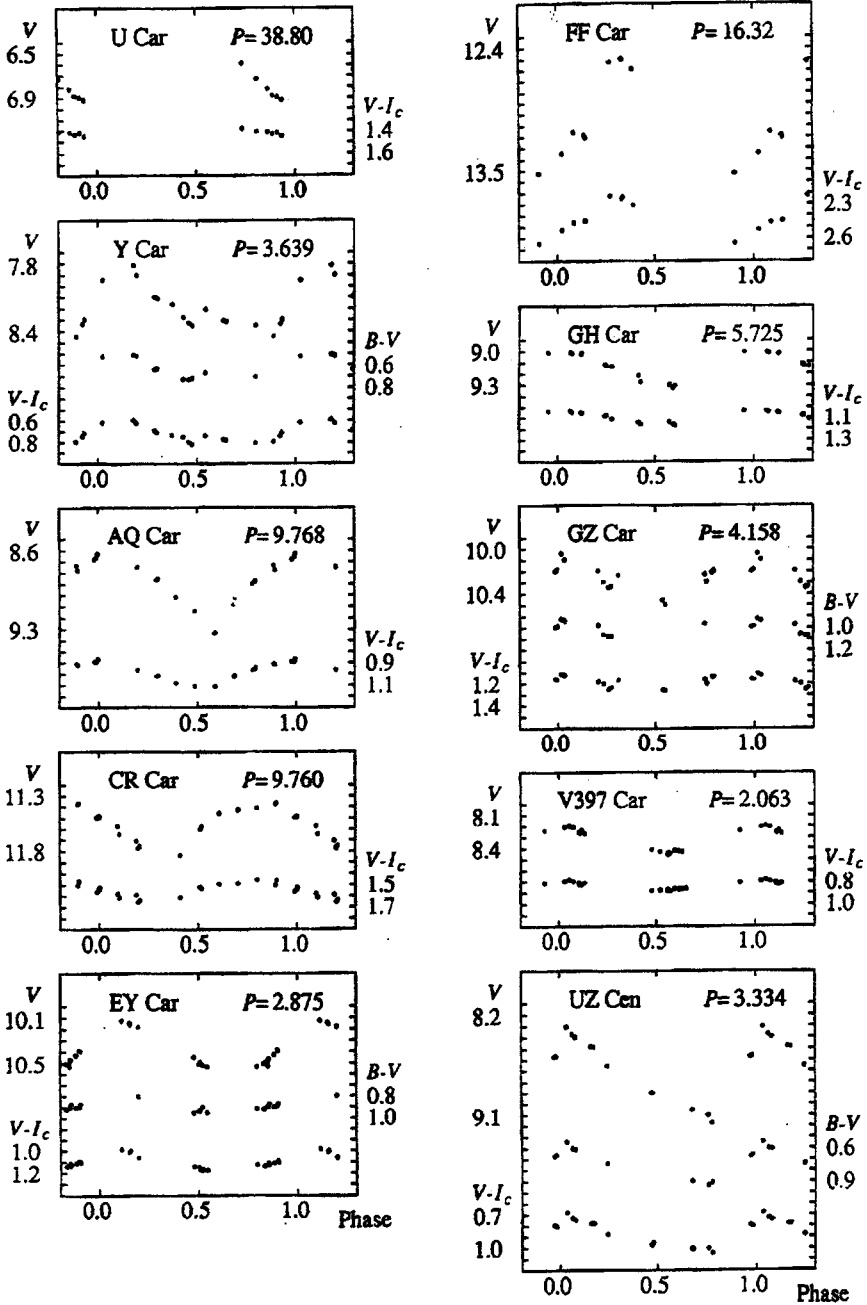 V
U Car P= 38.80
6.5
6.9
V-Ic
1.4
1.6
0.0 0.5 1.0
V
Y Car P= 3.639
7.8
8.4
B-V
0.6
0.8
V-Ic
0.6
0.8
0.0 0.5 1.0
V
AQ Car P= 9.768
8.6
9.3
V-Ic
0.9
1.1
0.0 0.5 1.0
V
CR Car P= 9.760
11.3
11.8
V-Ic
1.5
1.7
0.0 0.5 1.0
V
EY Car P= 2.875
10.1
10.5
B-V
0.8
1.0
V-Ic
1.0
1.2
0.0 0.5 1.0
Phase
V
FF Car P= 16.32
12.4
13.5
V-Ic
2.3
2.6
0.0 0.5 1.0
V
GH Car P= 5.725
9.0
9.3
V-Ic
1.1
1.3
0.0 0.5 1.0
V
GZ Car P= 4.158
10.0
10.4
B-V
1.0
1.2
V-Ic
1.2
1.4
0.0 0.5 1.0
V
V397 Car P= 2.063
8.1
8.4
V-Ic
0.8
1.0
0.0 0.5 1.0
V
UZ Cen P= 3.334
8.2
9.1
B-V
0.6
0.9
V-Ic
0.7
1.0
0.0 0.5 1.0
Phase